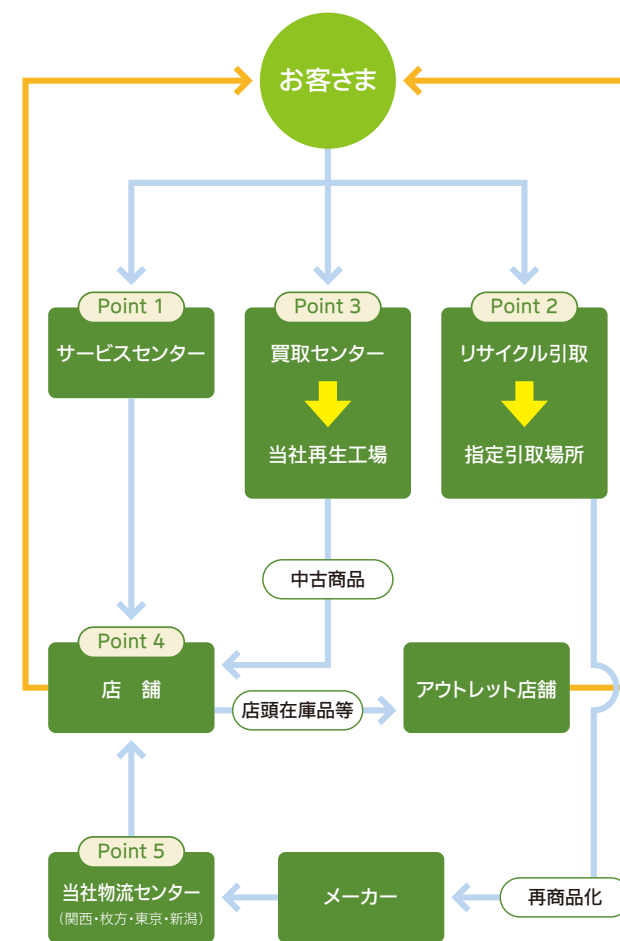 お客さま
Point 1
サービスセンター
Point 3
買取センター
当社再生工場
Point 2
リサイクル引取
指定引取場所
中古商品
Point 4
店 舗
店頭在庫品等
アウトレット店舗
Point 5
当社物流センター
(関西・枚方・東京・新潟)
メーカー
再商品化